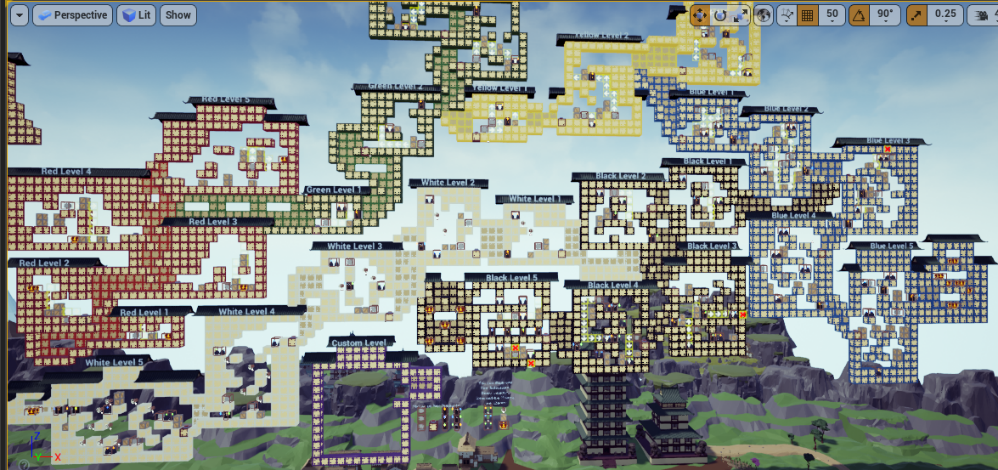 Perspective
Lit
Show
50
90°
0.25
Yellow Level 2
Green Level 2
Yellow Level 1
Blue Level 1
Red Level 5
Blue Level 2
Blue Level 3
Black Level 1
Red Level 4
Black Level 2
White Level 2
Green Level 1
White Level 1
Red Level 3
Blue Level 4
White Level 3
Black Level 3
Blue Level 5
Red Level 2
Black Level 5
Black Level 4
Red Level 1
White Level 4
Custom Level
White Level 5
Z
Y X